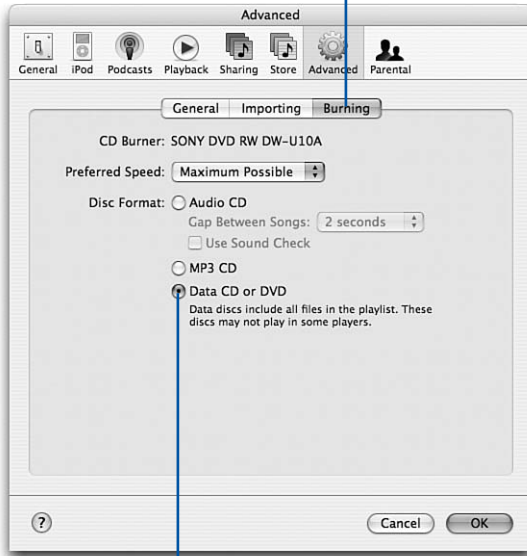 Advanced
General iPod Podcasts Playback Sharing Store Advanced Parental
General Importing Burning
CD Burner: SONY DVD RW DW-U10A
Preferred Speed: Maximum Possible
Disc Format: Audio CD
Gap Between Songs: 2 seconds
Use Sound Check
MP3 CD
Data CD or DVD
Data discs include all files in the playlist. These
discs may not play in some players.
? Cancel OK